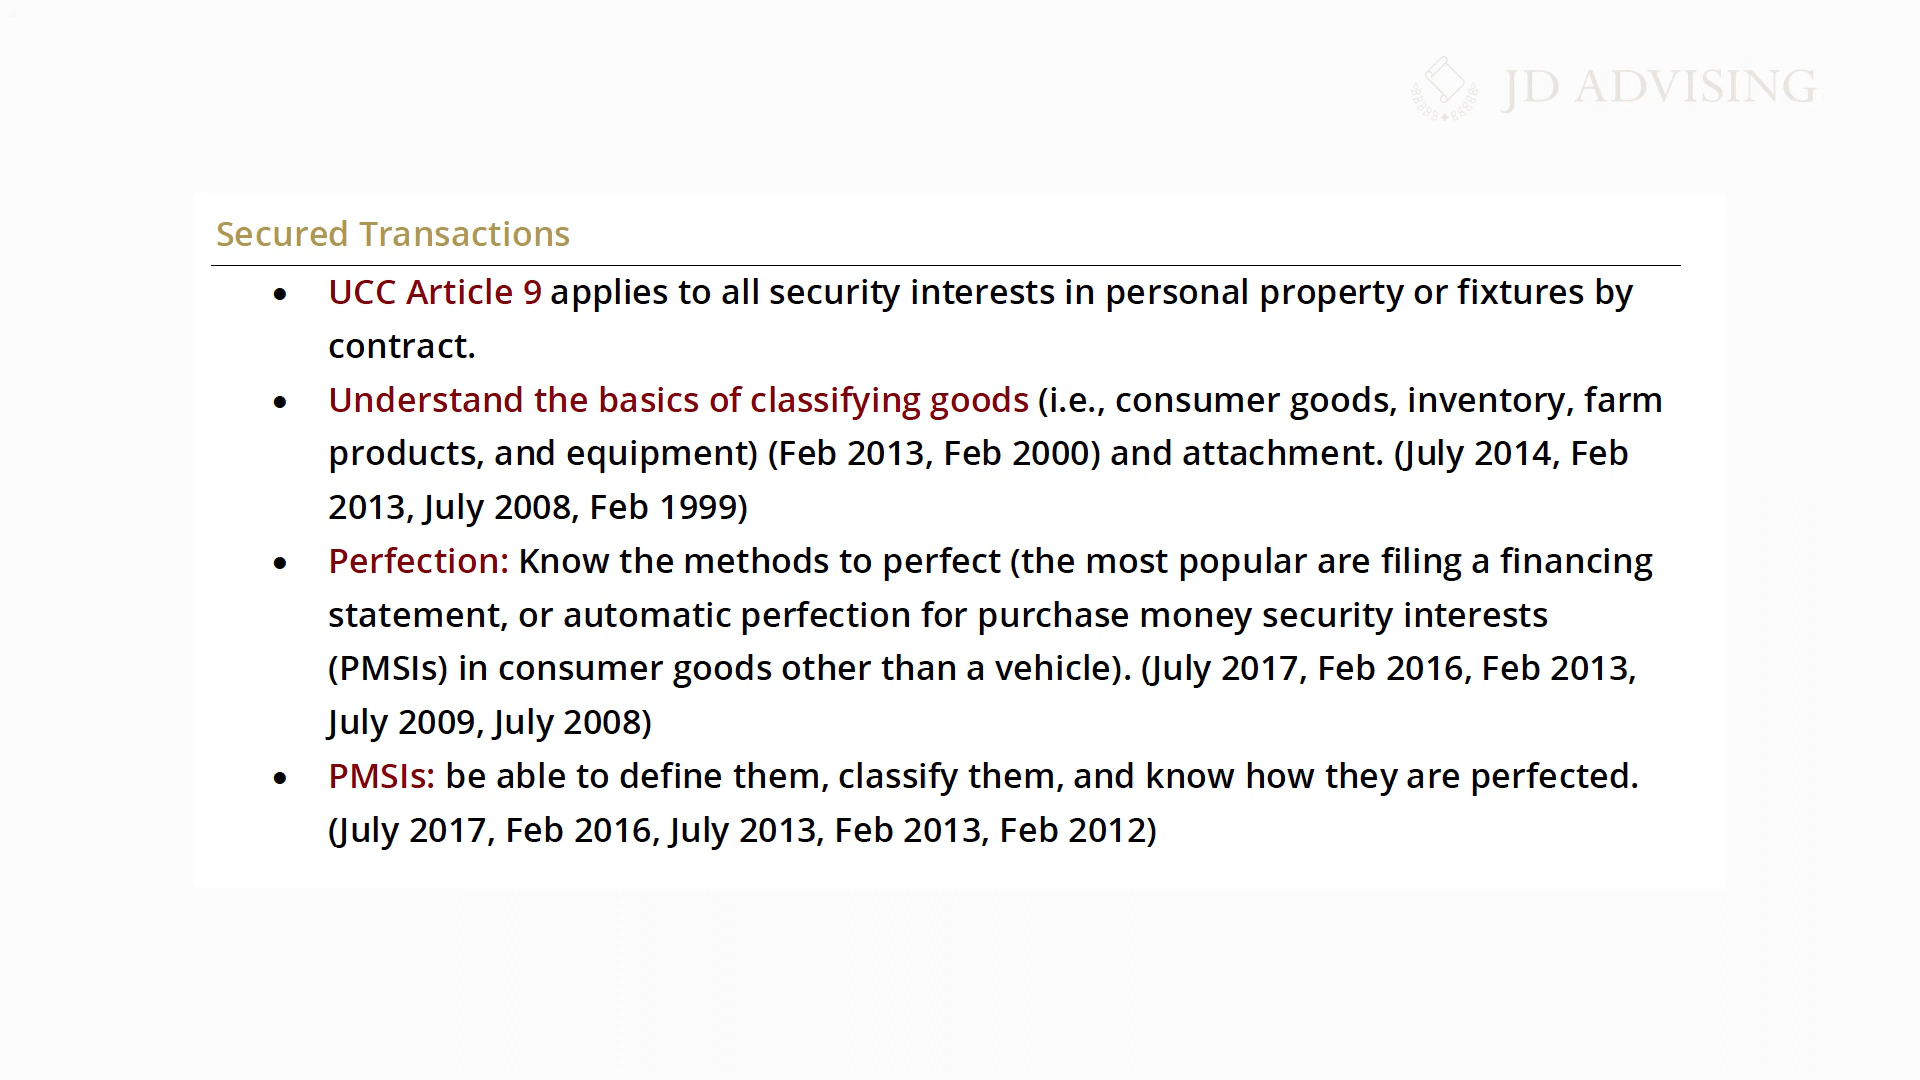 JD ADVISING
Secured Transactions
• UCC Article 9 applies to all security interests in personal property or fixtures by
contract.
• Understand the basics of classifying goods (i.e., consumer goods, inventory, farm
products, and equipment) (Feb 2013, Feb 2000) and attachment. (July 2014, Feb
2013, July 2008, Feb 1999)
• Perfection: Know the methods to perfect (the most popular are filing a financing
statement, or automatic perfection for purchase money security interests
(PMSIs) in consumer goods other than a vehicle). (July 2017, Feb 2016, Feb 2013,
July 2009, July 2008)
• PMSIs: be able to define them, classify them, and know how they are perfected.
(July 2017, Feb 2016, July 2013, Feb 2013, Feb 2012)